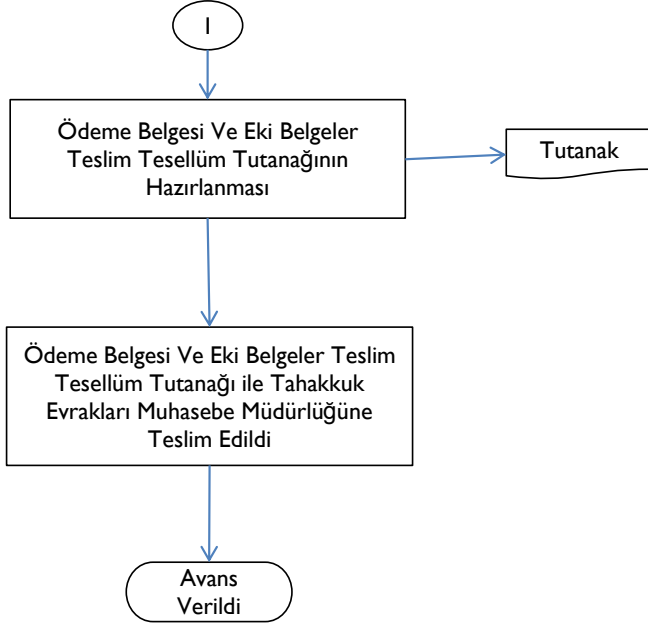 1
Ödeme Belgesi Ve Eki Belgeler
Teslim Tesellüm Tutanağının
Hazırlanması
Tutanak
Ödeme Belgesi Ve Eki Belgeler Teslim
Tesellüm Tutanağı ile Tahakkuk
Evrakları Muhasebe Müdürlüğüne
Teslim Edildi
Avans
Verildi